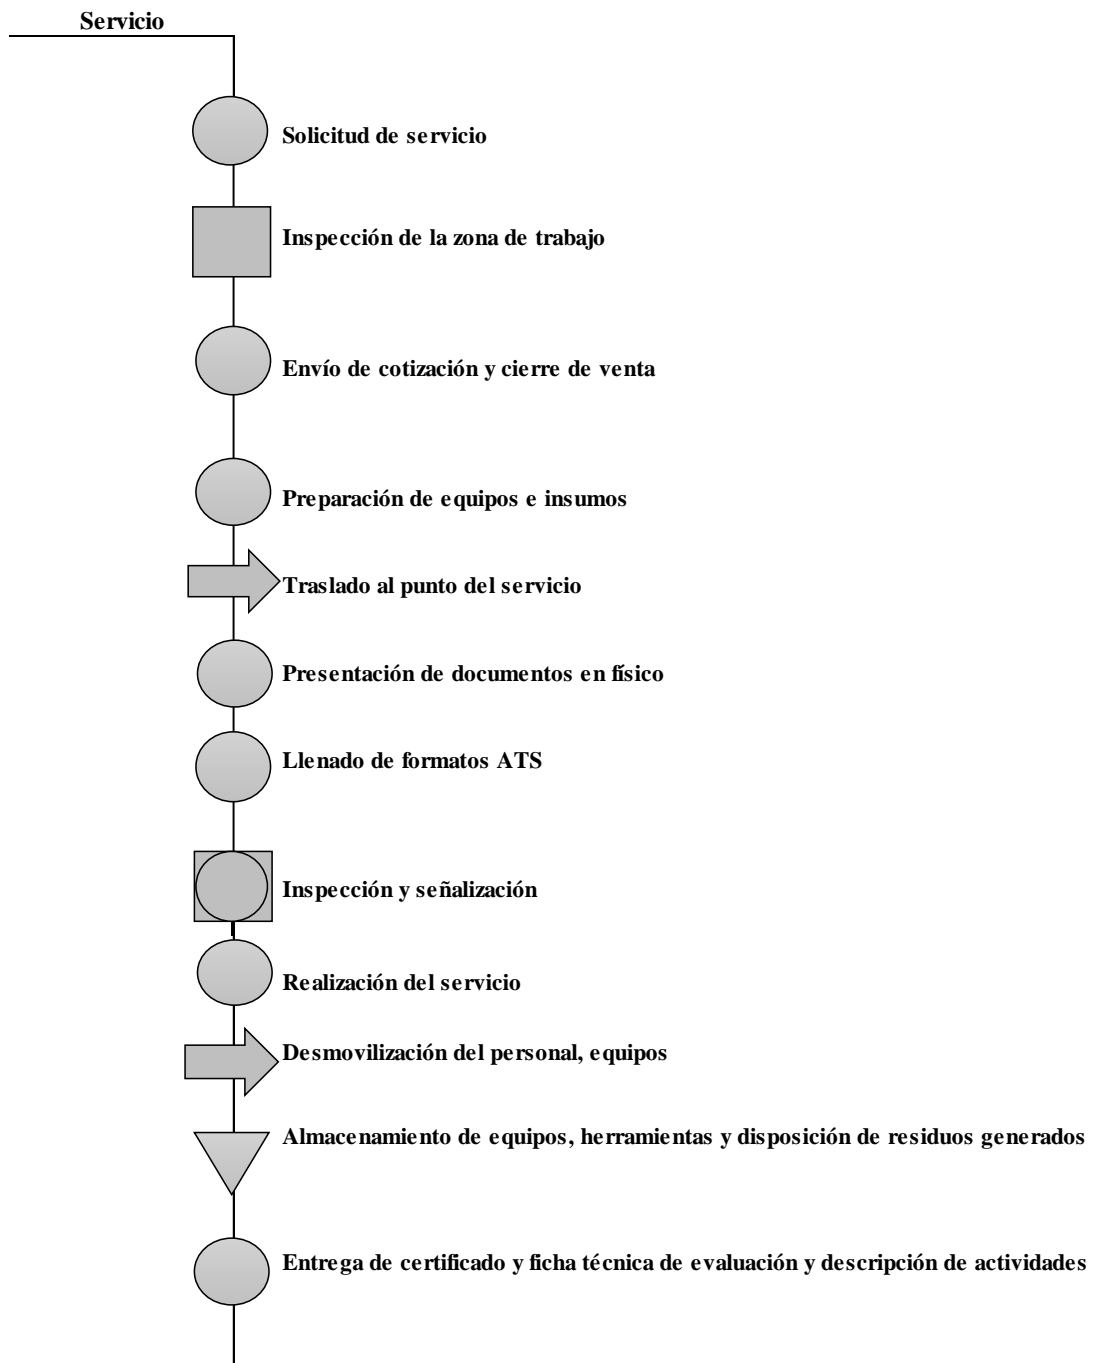 Servicio
Solicitud de servicio
Inspección de la zona de trabajo
Envío de cotización y cierre de venta
Preparación de equipos e insumos
Traslado al punto del servicio
Presentación de documentos en físico
Llenado de formatos ATS
Inspección y señalización
Realización del servicio
Desmovilización del personal, equipos
Almacenamiento de equipos, herramientas y disposición de residuos generados
Entrega de certificado y ficha técnica de evaluación y descripción de actividades